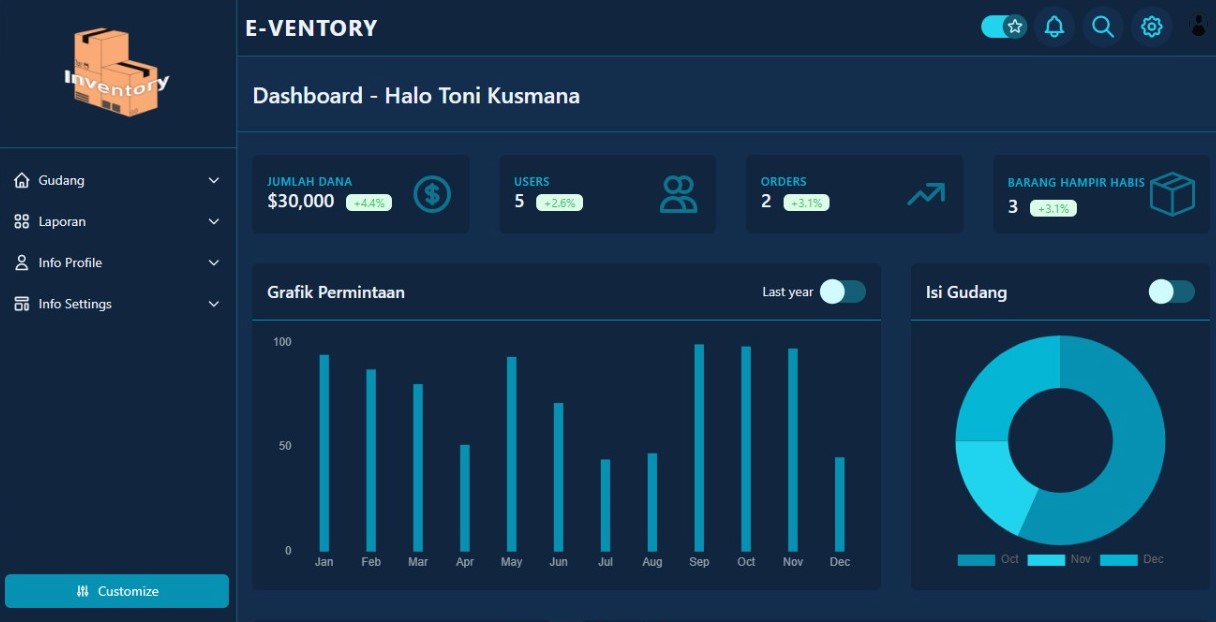 Inventory
E-VENTORY
Dashboard - Halo Toni Kusmana
Gudang
Laporan
Info Profile
Info Settings
Customize
JUMLAH DANA
$30,000 +4.4%
USERS
5 +2.6%
ORDERS
2 +3.1%
BARANG HAMPIR HABIS
3 +3.1%
Grafik Permintaan Last year
100
50
0
Jan Feb Mar Apr May Jun Jul Aug Sep Oct Nov Dec
Isi Gudang
Oct Nov Dec